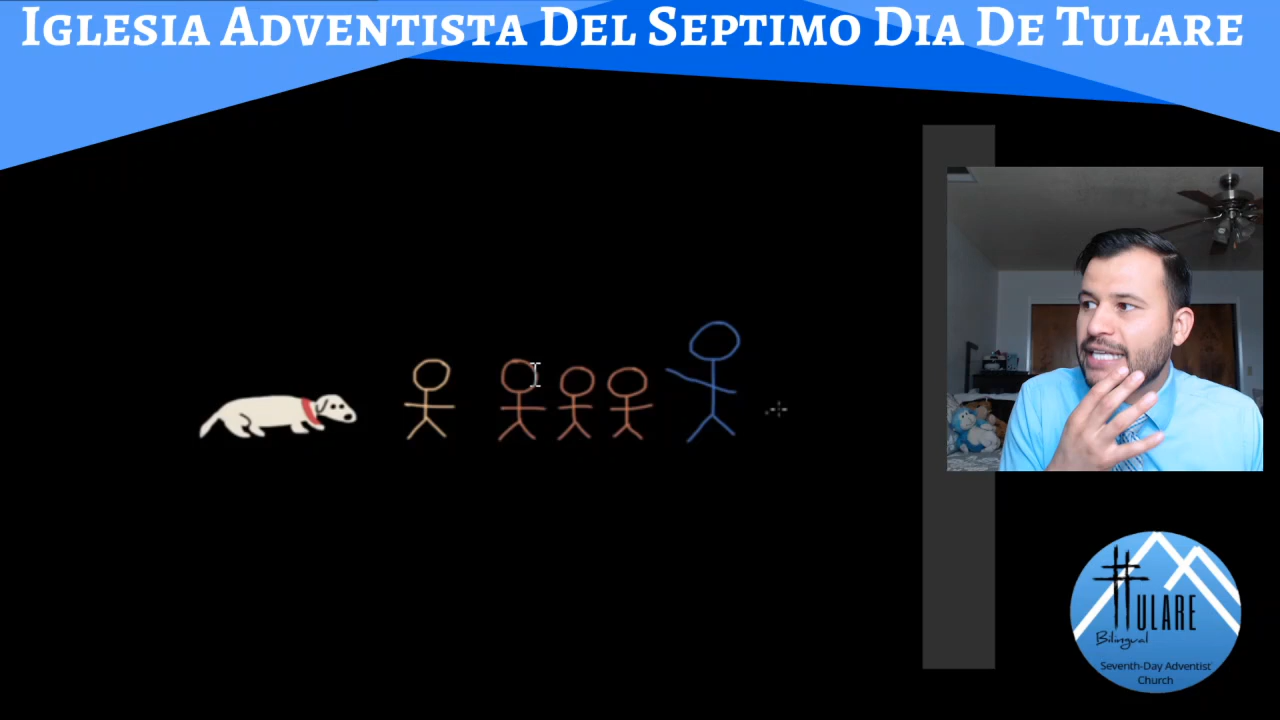 IGLESIA ADVENTISTA DEL SEPTIMO DIA DE TULARE
TULARE
Bilingual
Seventh-Day Adventist
Church